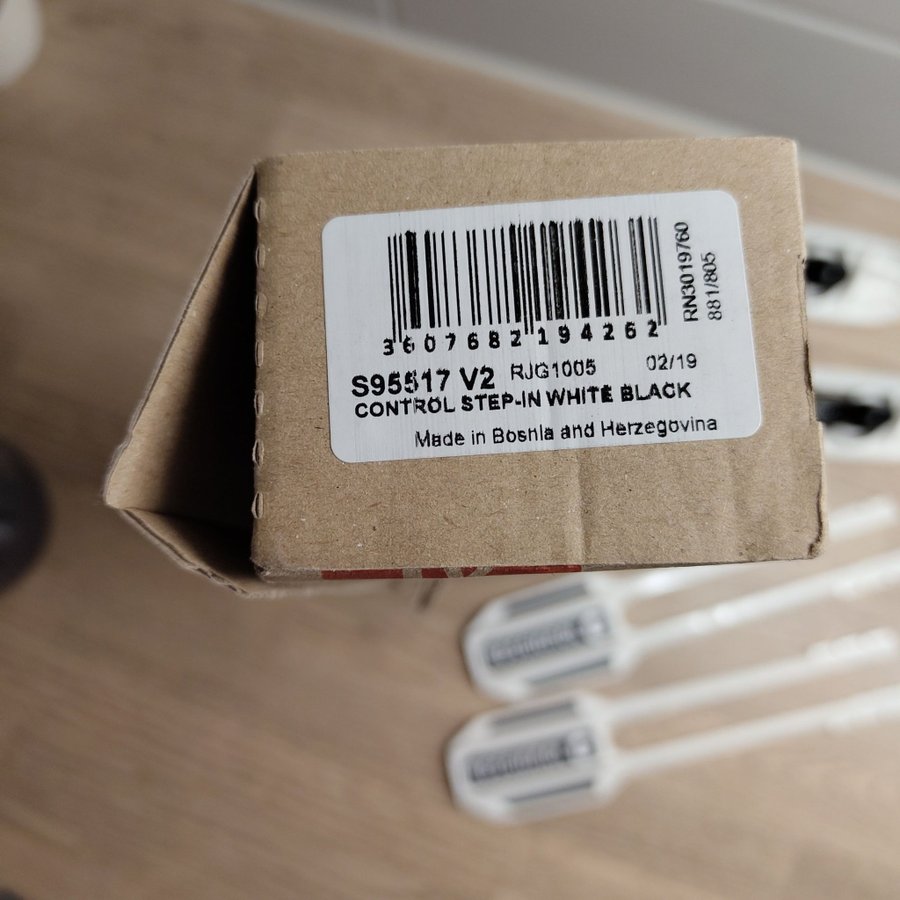 3607682194262
RN3019760
881/805
S95517 V2 RJG1005 02/19
CONTROL STEP-IN WHITE BLACK
Made in Bosnia and Herzegovina